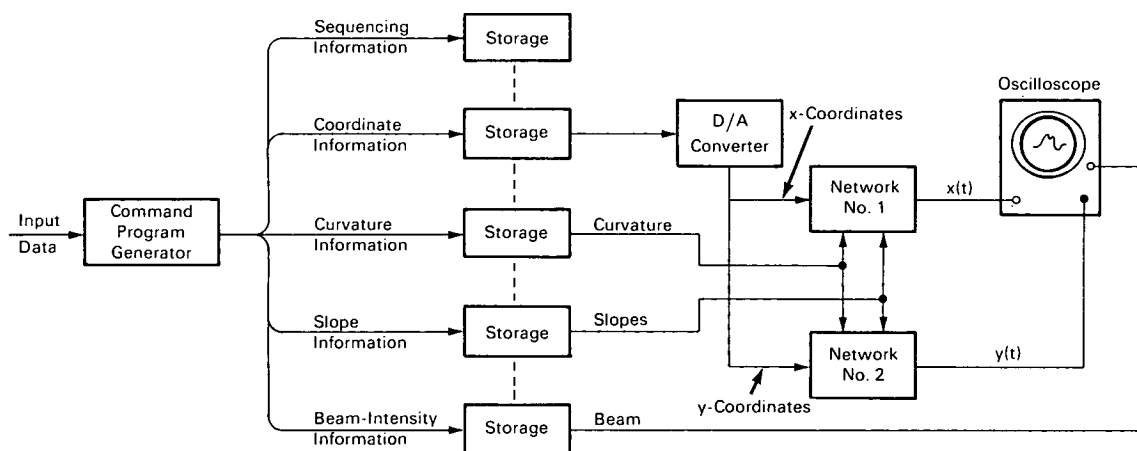 Sequencing
Information
Storage
Oscilloscope
Coordinate
Information
Storage
D/A
Converter
x-Coordinates
Network
No. 1
x(t)
Input
Data
Command
Program
Generator
Curvature
Information
Storage
Curvature
Slope
Information
Storage
Slopes
Network
No. 2
y(t)
y-Coordinates
Beam-Intensity
Information
Storage
Beam